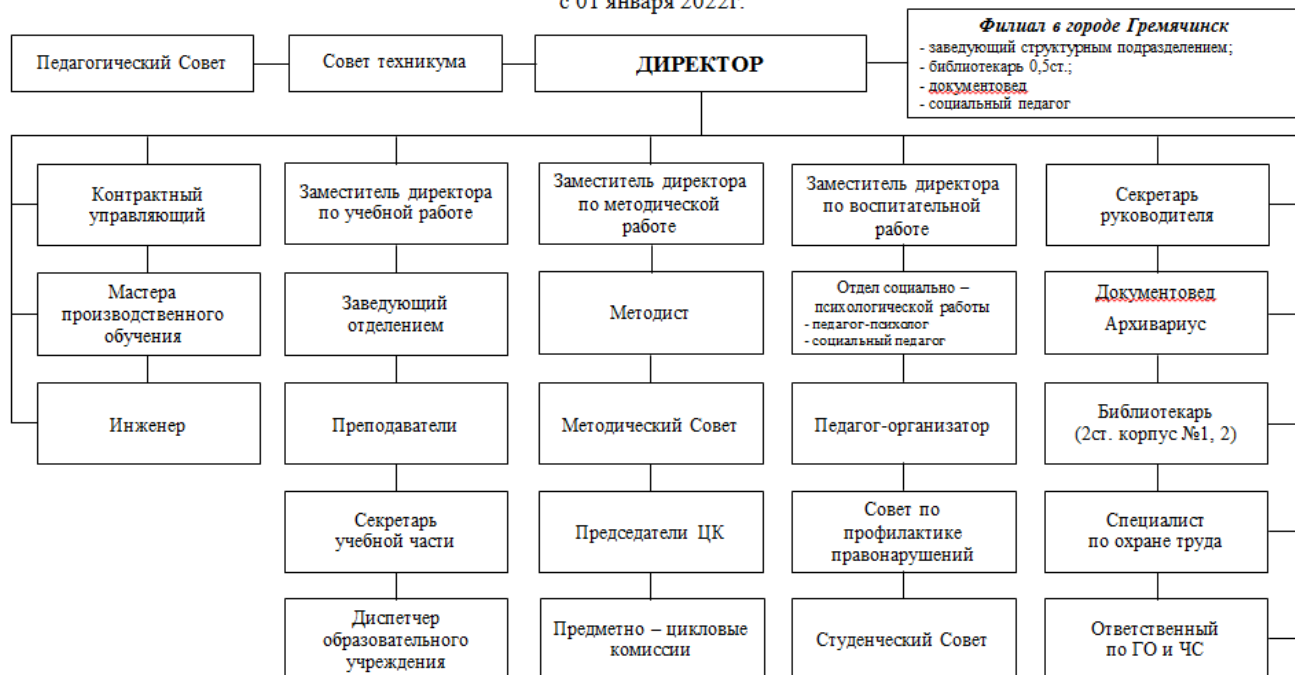 с 01 января 2022г.
Педагогический Совет
Совет техникума
ДИРЕКТОР
Филиал в городе Гремячинск
- заведующий структурным подразделением;
- библиотекарь 0,5ст.;
- документовед
- социальный педагог
Контрактный
управляющий
Заместитель директора
по учебной работе
Заместитель директора
по методической
работе
Заместитель директора
по воспитательной
работе
Секретарь
руководителя
Мастера
производственного
обучения
Заведующий
отделением
Методист
Отдел социально –
психологической работы
- педагог-психолог
- социальный педагог
Документовед
Архивариус
Инженер
Преподаватели
Методический Совет
Педагог-организатор
Библиотекарь
(2ст. корпус №1, 2)
Секретарь
учебной части
Председатели ЦК
Совет по
профилактике
правонарушений
Специалист
по охране труда
Диспетчер
образовательного
учреждения
Предметно – цикловые
комиссии
Студенческий Совет
Ответственный
по ГО и ЧС